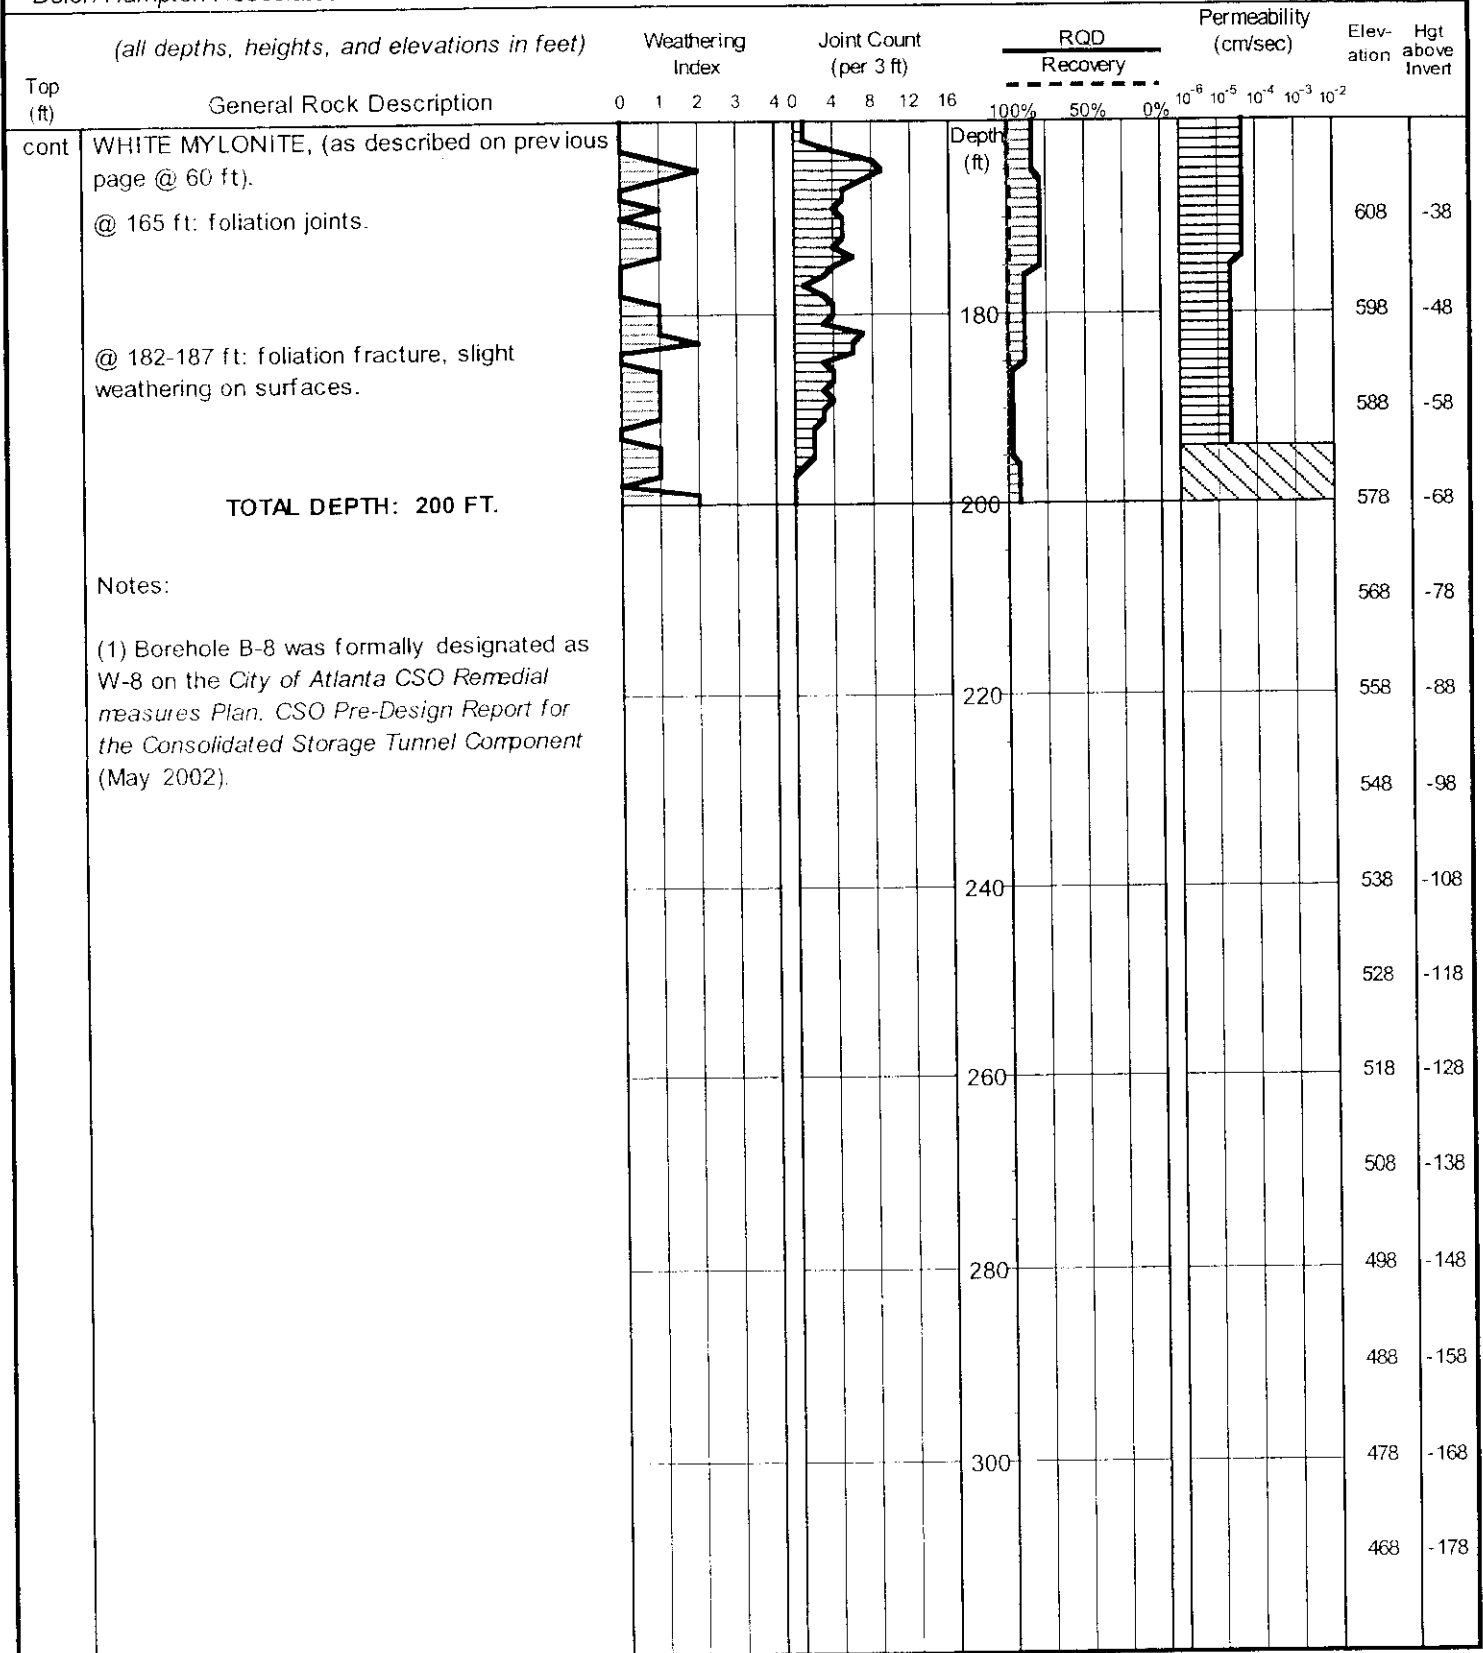 (all depths, heights, and elevations in feet)
Weathering
Index
Joint Count
(per 3 ft)
RQD
Recovery
Permeability
(cm/sec)
Elev-
ation
Hgt
above
Invert
Top
(ft)
General Rock Description
0 1 2 3 4
0 4 8 12 16
100% 50% 0%
10⁻⁶ 10⁻⁵ 10⁻⁴ 10⁻³ 10⁻²
cont
WHITE MYLONITE, (as described on previous
page @ 60 ft).
Depth
(ft)
@ 165 ft: foliation joints.
608 -38
180
598 -48
@ 182-187 ft: foliation fracture, slight
weathering on surfaces.
588 -58
TOTAL DEPTH: 200 FT.
200
578 -68
Notes:
568 -78
(1) Borehole B-8 was formally designated as
W-8 on the City of Atlanta CSO Remedial
measures Plan. CSO Pre-Design Report for
the Consolidated Storage Tunnel Component
(May 2002).
220
558 -88
548 -98
240
538 -108
528 -118
260
518 -128
508 -138
280
498 -148
488 -158
300
478 -168
468 -178